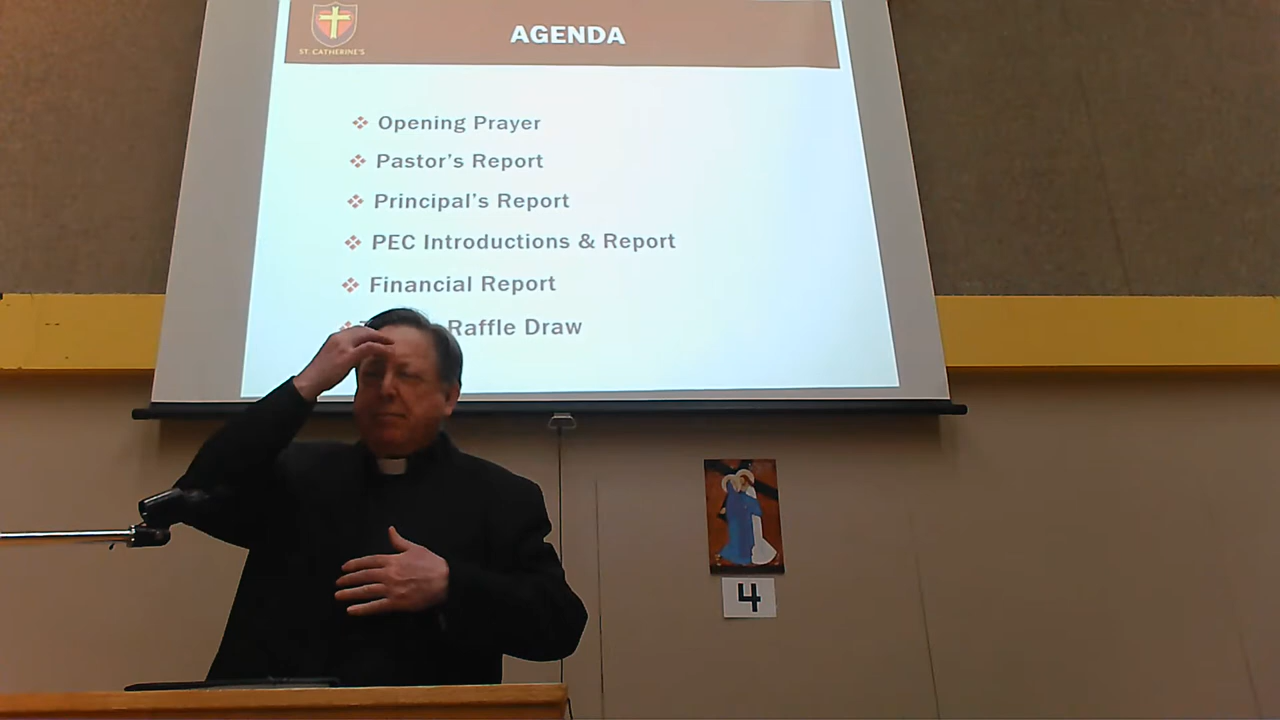 AGENDA
ST. CATHERINE'S
Opening Prayer
Pastor's Report
Principal's Report
PEC Introductions & Report
Financial Report
Raffle Draw
4